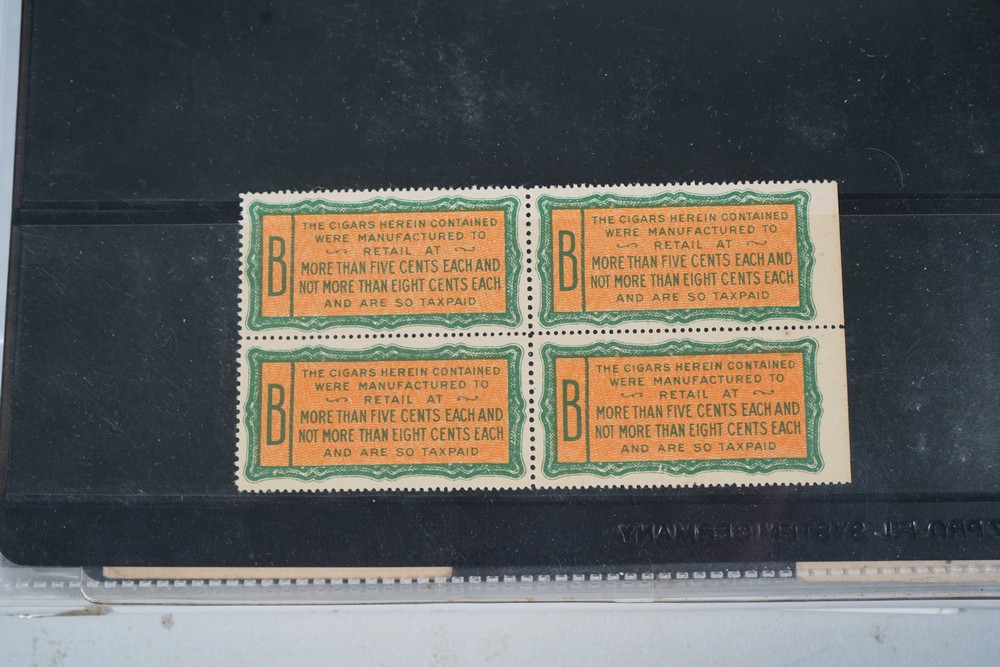 B
THE CIGARS HEREIN CONTAINED
WERE MANUFACTURED TO
RETAIL AT
MORE THAN FIVE CENTS EACH AND
NOT MORE THAN EIGHT CENTS EACH
AND ARE SO TAXPAID
B
THE CIGARS HEREIN CONTAINED
WERE MANUFACTURED TO
RETAIL AT
MORE THAN FIVE CENTS EACH AND
NOT MORE THAN EIGHT CENTS EACH
AND ARE SO TAXPAID
B
THE CIGARS HEREIN CONTAINED
WERE MANUFACTURED TO
RETAIL AT
MORE THAN FIVE CENTS EACH AND
NOT MORE THAN EIGHT CENTS EACH
AND ARE SO TAXPAID
B
THE CIGARS HEREIN CONTAINED
WERE MANUFACTURED TO
RETAIL AT
MORE THAN FIVE CENTS EACH AND
NOT MORE THAN EIGHT CENTS EACH
AND ARE SO TAXPAID